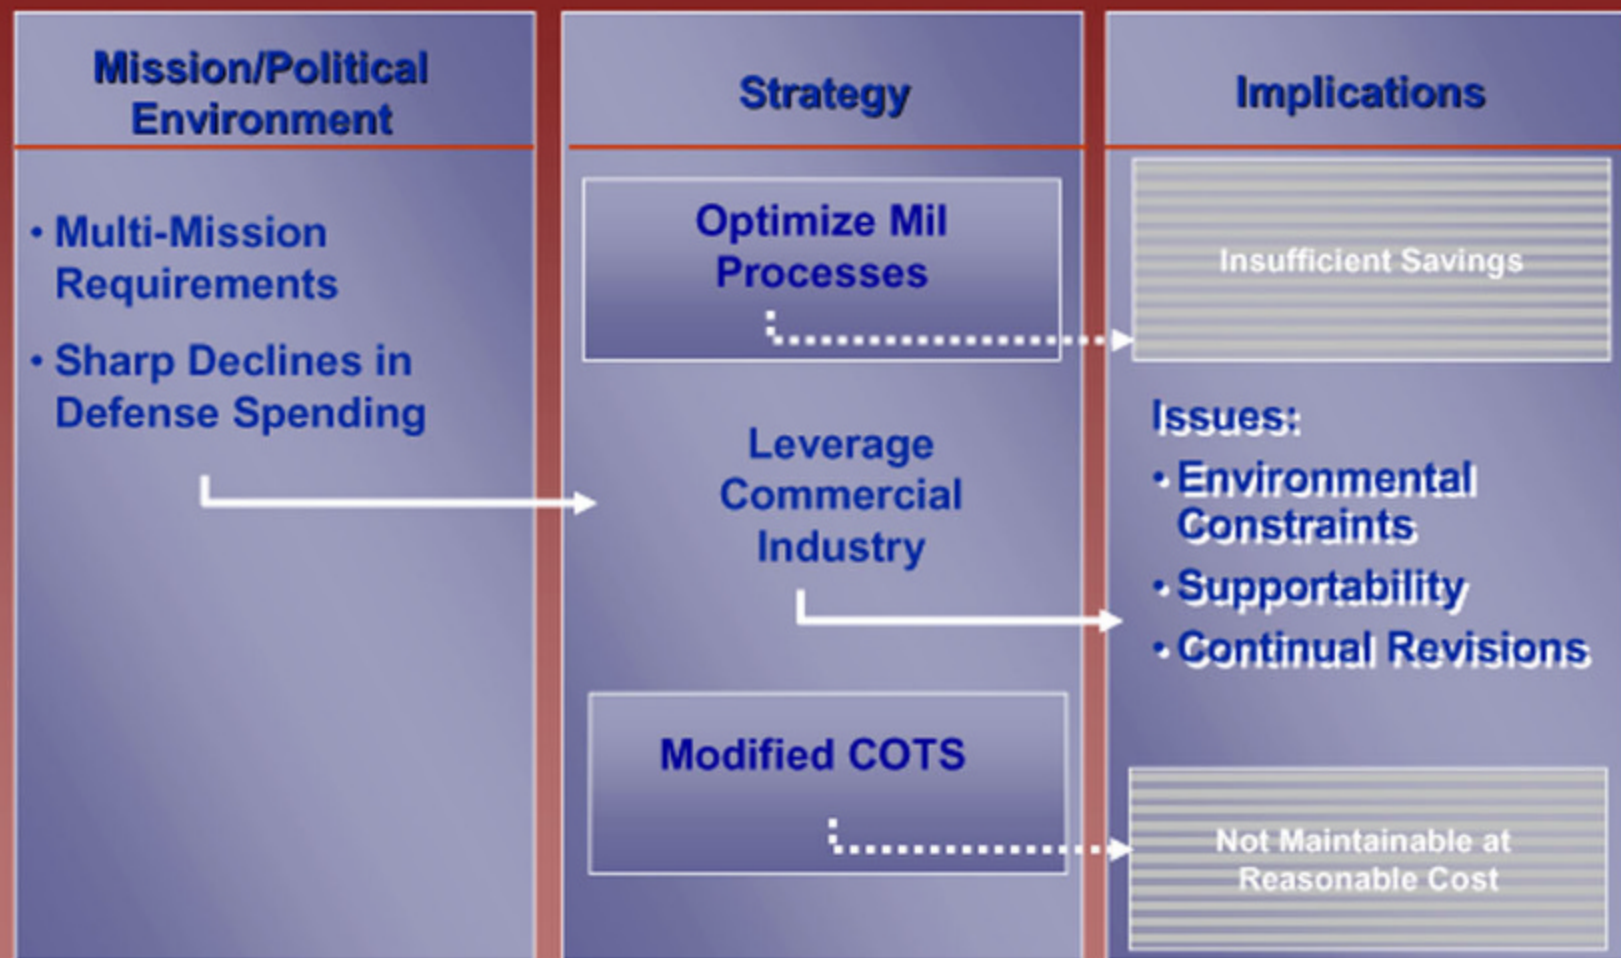 Mission/Political
Environment
• Multi-Mission
Requirements
• Sharp Declines in
Defense Spending
Strategy
Optimize Mil
Processes
Leverage
Commercial
Industry
Modified COTS
Implications
Insufficient Savings
Issues:
• Environmental
Constraints
• Supportability
• Continual Revisions
Not Maintainable at
Reasonable Cost